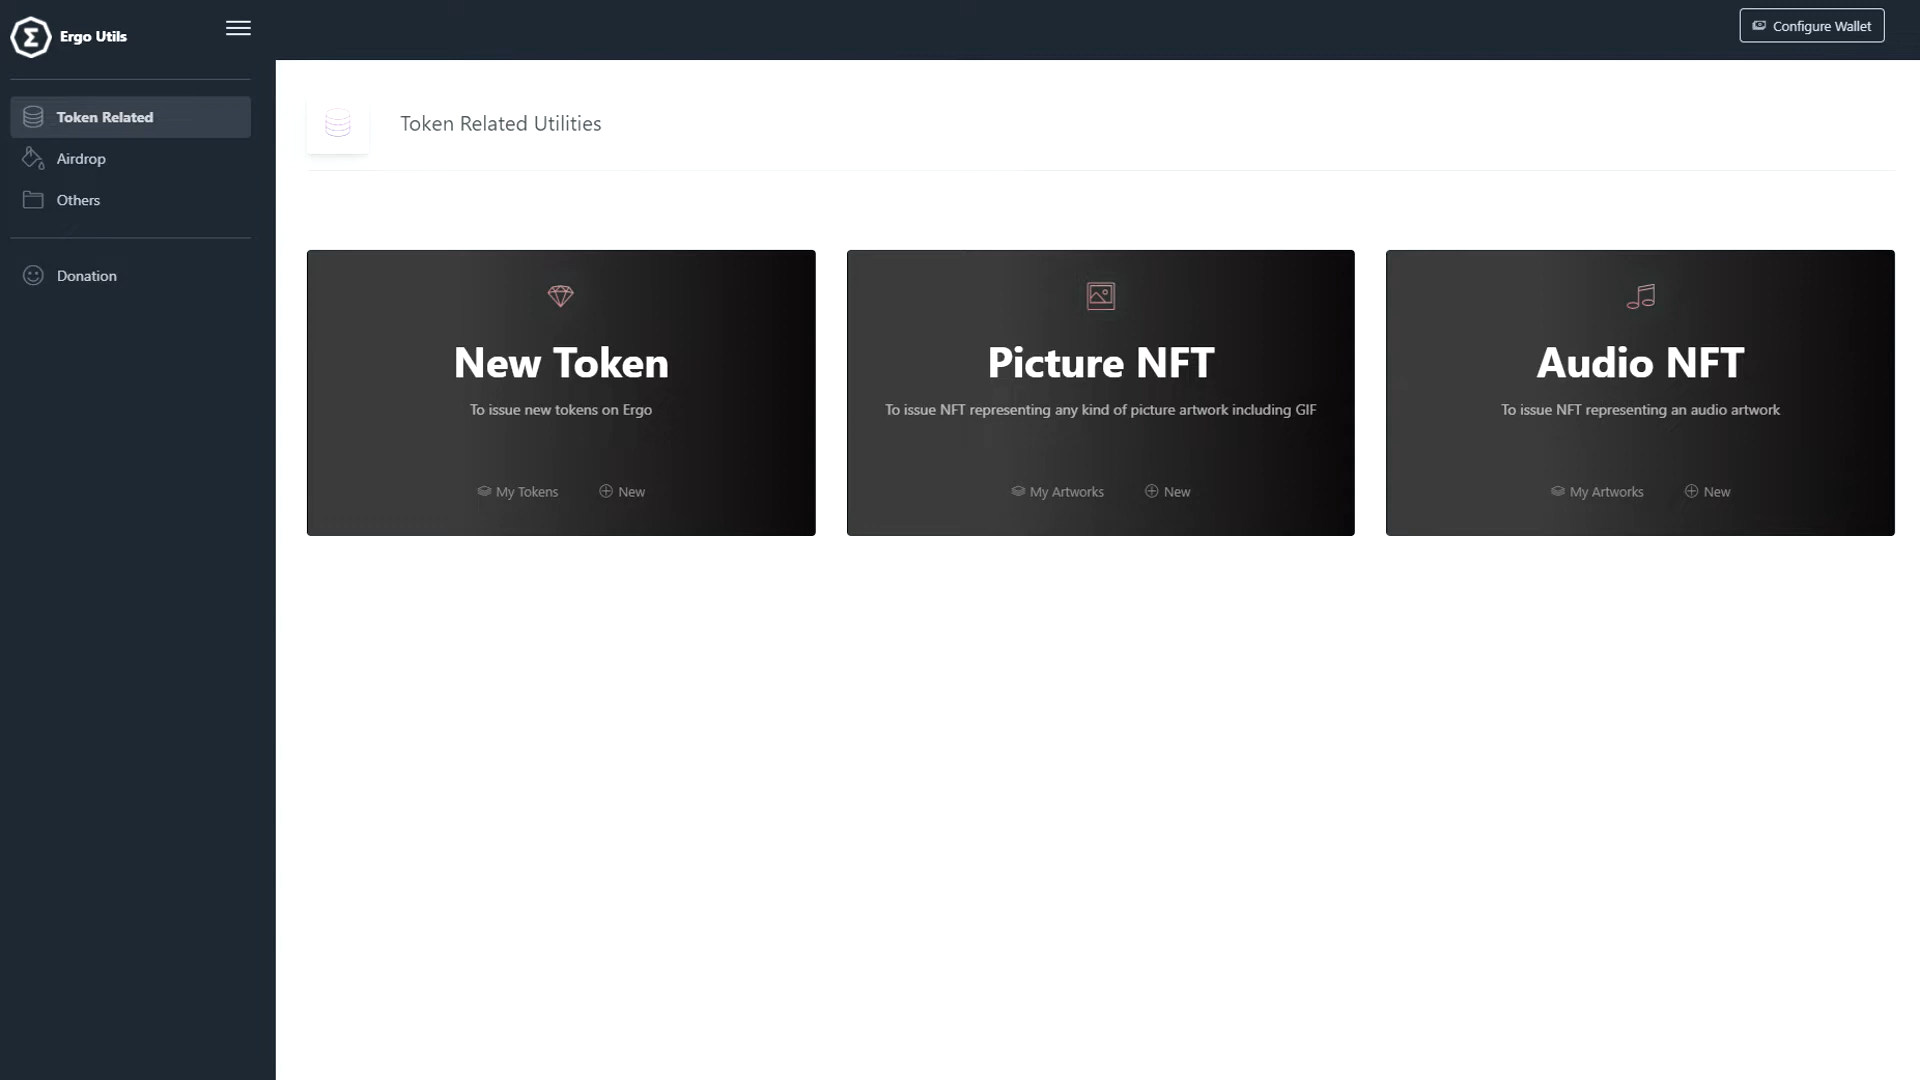 Ergo Utils
Configure Wallet
Token Related
Airdrop
Others
Donation
Token Related Utilities
New Token
To issue new tokens on Ergo
My Tokens New
Picture NFT
To issue NFT representing any kind of picture artwork including GIF
My Artworks New
Audio NFT
To issue NFT representing an audio artwork
My Artworks New